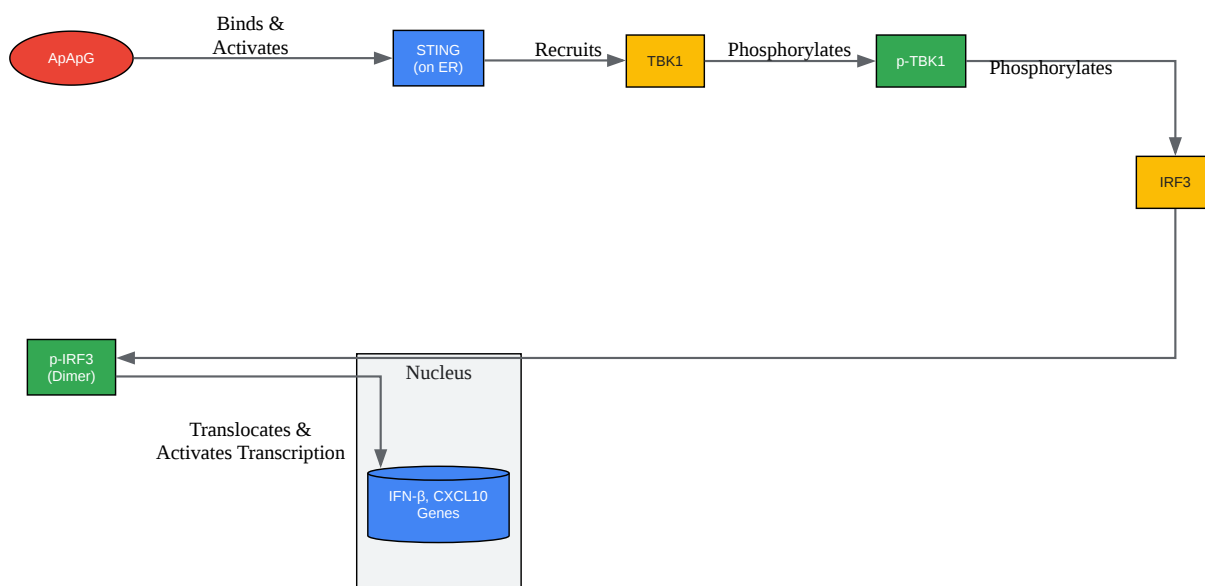 Binds &
Activates
ApApG
STING
(on ER)
Recruits
TBK1
Phosphorylates
p-TBK1
Phosphorylates
IRF3
p-IRF3
(Dimer)
Nucleus
Translocates &
Activates Transcription
IFN-β, CXCL10
Genes